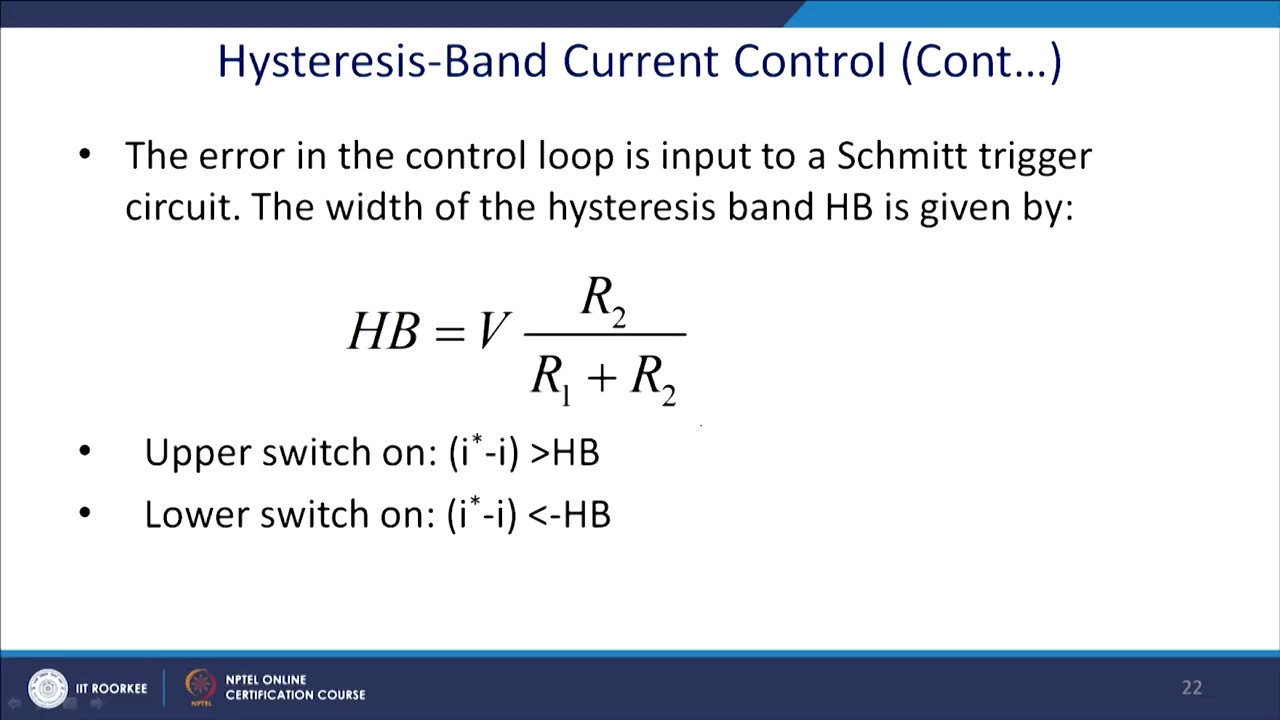 Hysteresis-Band Current Control (Cont...)
• The error in the control loop is input to a Schmitt trigger
circuit. The width of the hysteresis band HB is given by:
HB = V R₂ / (R₁ + R₂)
• Upper switch on: (i*-i) >HB
• Lower switch on: (i*-i) <-HB
IIT ROORKEE
NPTEL
NPTEL ONLINE
CERTIFICATION COURSE
22